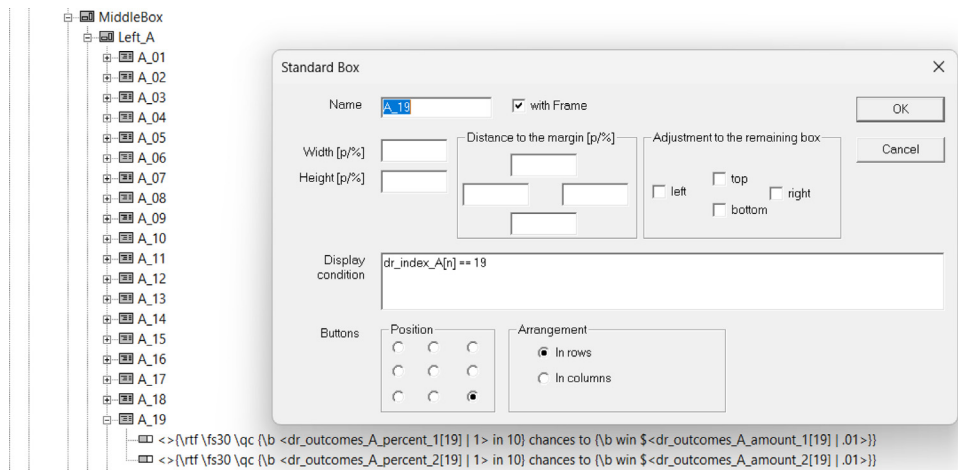 MiddleBox
Left_A
A_01
A_02
A_03
A_04
A_05
A_06
A_07
A_08
A_09
A_10
A_11
A_12
A_13
A_14
A_15
A_16
A_17
A_18
A_19
<>{\rtf \fs30 \qc {\b <dr_outcomes_A_percent_1[19] | 1> in 10} chances to {\b win $<dr_outcomes_A_amount_1[19] | .01>}}
<>{\rtf \fs30 \qc {\b <dr_outcomes_A_percent_2[19] | 1> in 10} chances to {\b win $<dr_outcomes_A_amount_2[19] | .01>}}
Standard Box
Name A_19 with Frame OK
Width [p/%] Distance to the margin [p/%] Adjustment to the remaining box Cancel
Height [p/%]
top
left right
bottom
Display condition
dr_index_A[n] == 19
Buttons Position Arrangement
In rows
In columns